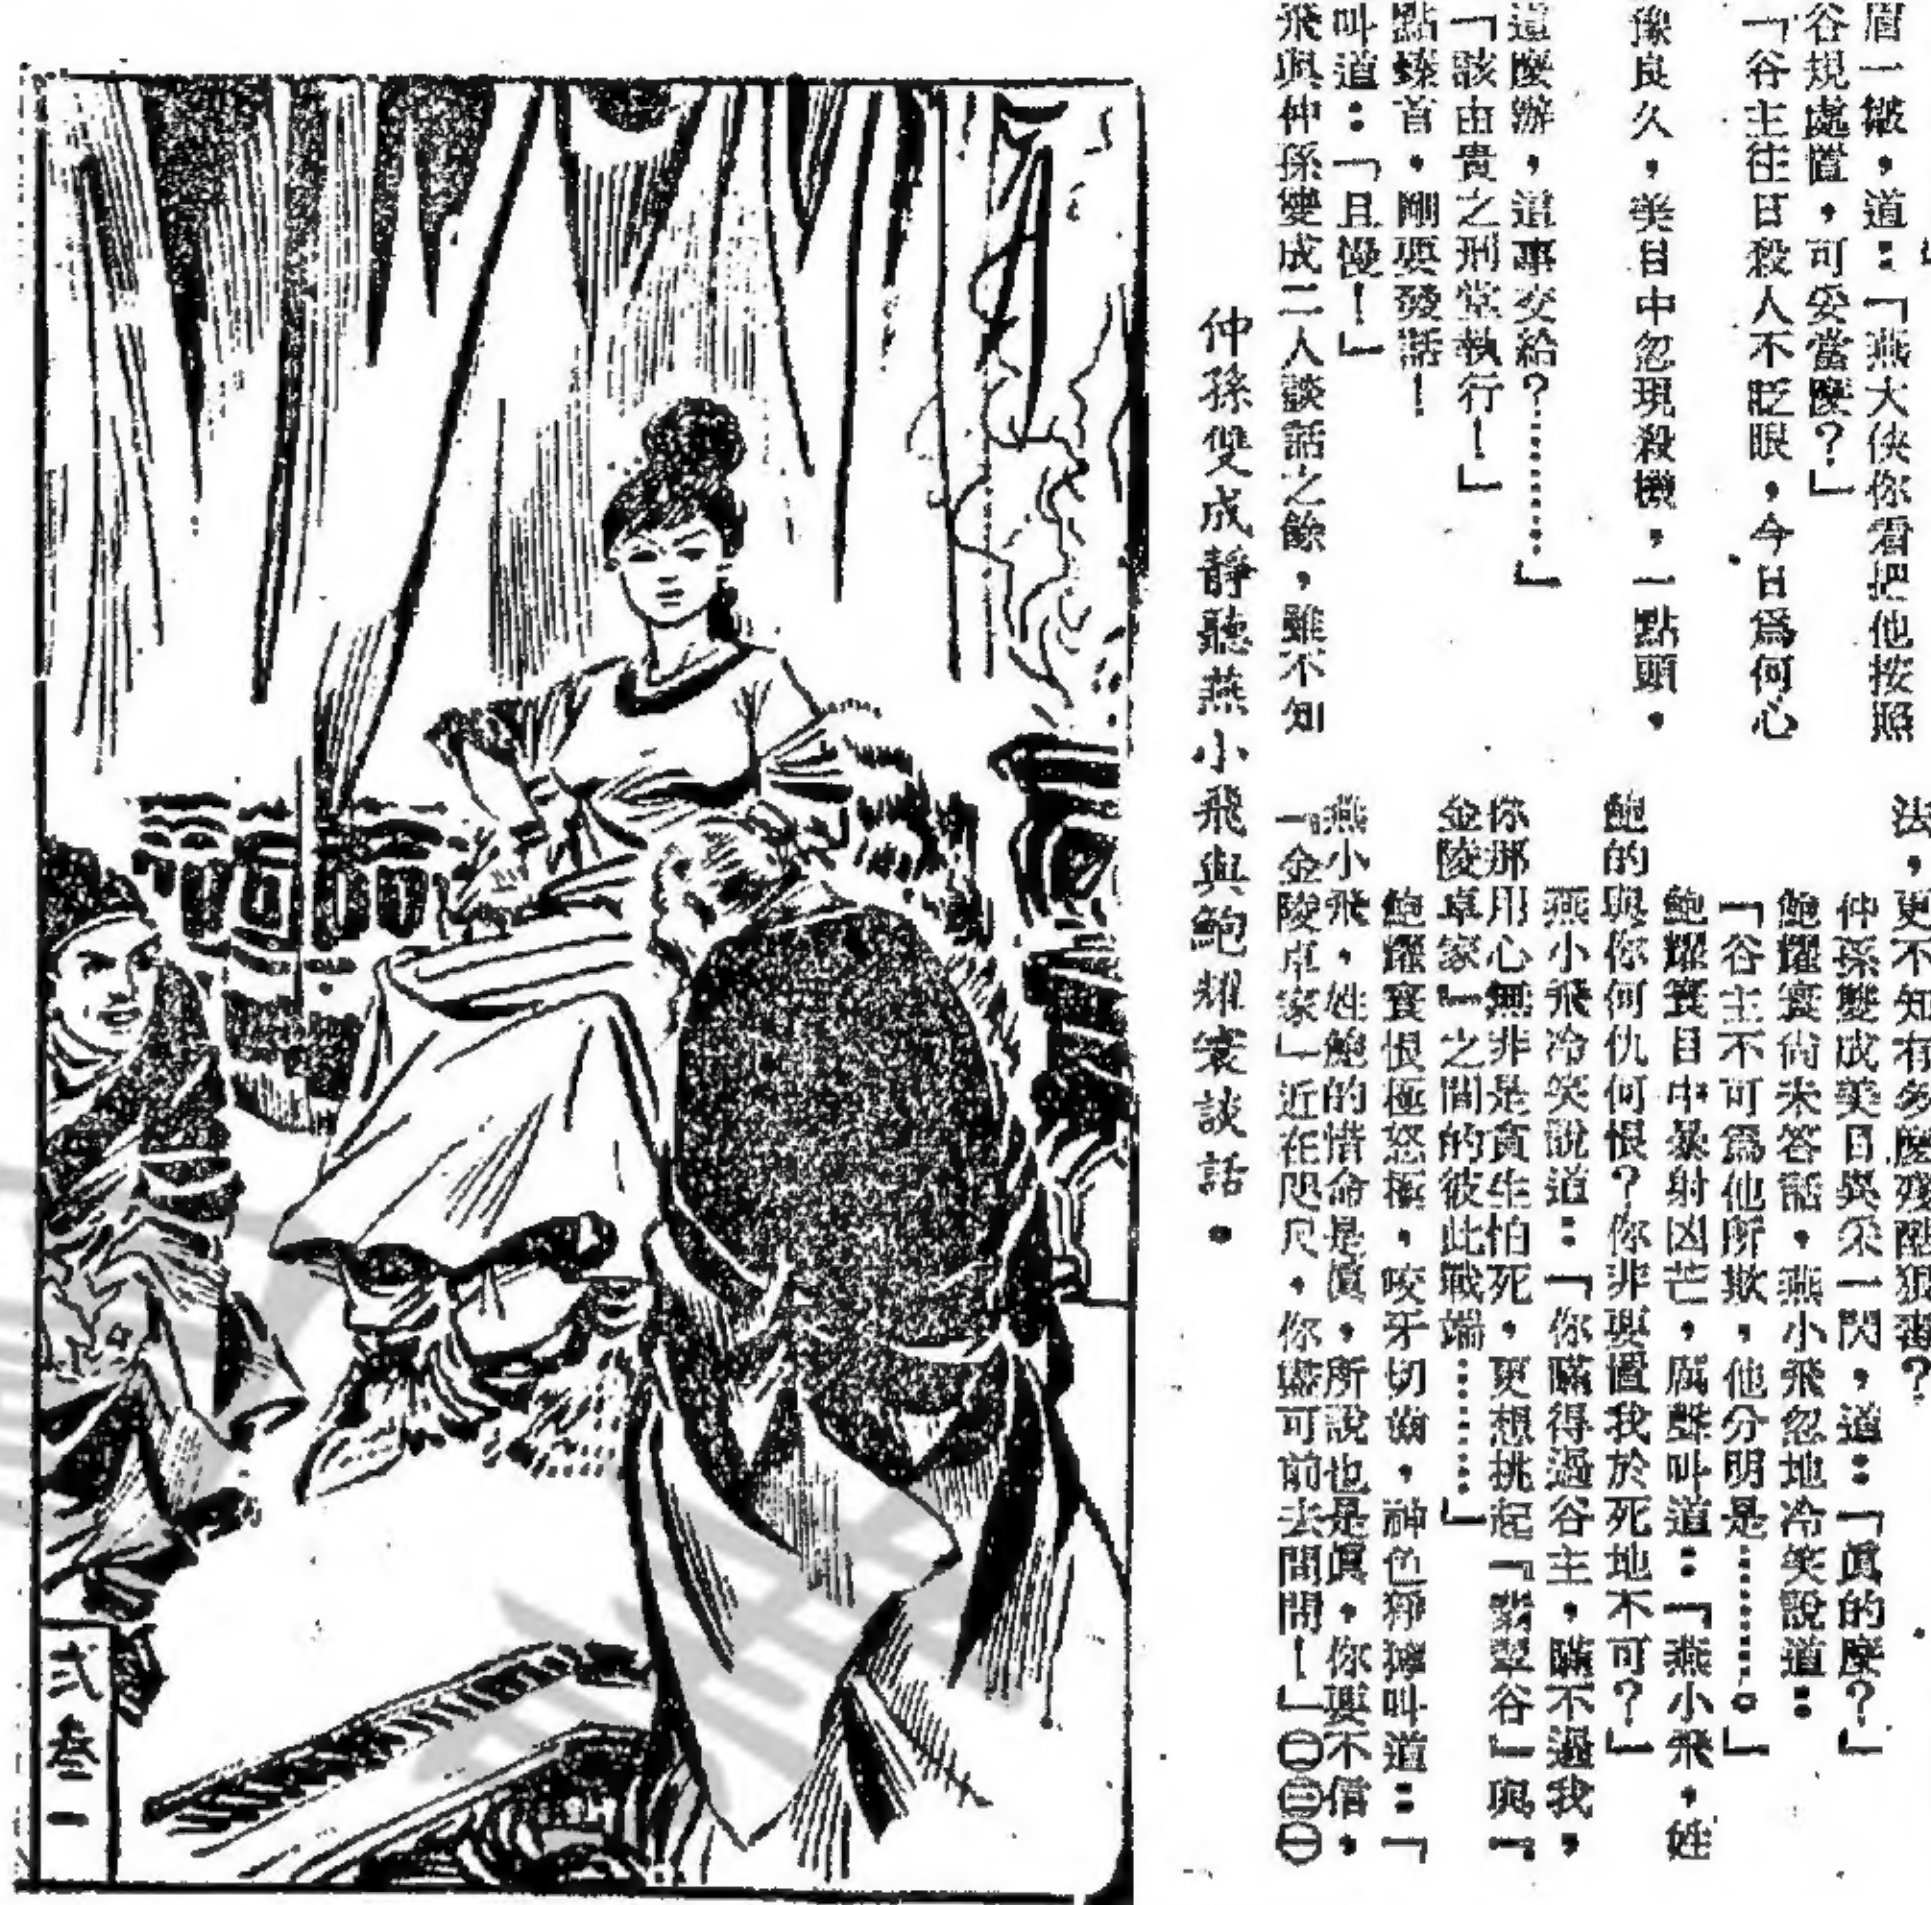 眉一皺，道：「燕大俠你看把他按照
谷規處置，可妥當麼？」
「谷主往日殺人不眨眼，今日爲何心
像良久，美目中忽現殺機，一點頭，
這麼辦，這事交給？………」
「該由貴之刑堂執行！」
點螓首，剛要發話！
叫道：「且慢！」
飛與仲孫雙成二人談話之餘，雖不知
法，更不知有多麼殘酷狠毒？
仲孫雙成美目異采一閃，道：「眞的麼？」
鮑耀寰尚未答話，燕小飛忽地冷笑說道：
「谷主不可爲他所欺，他分明是………。」
鮑耀寰目中暴射凶芒，厲聲叫道：「燕小飛，姓
鮑的與你何仇何恨？你非要置我於死地不可？」
燕小飛冷笑說道：「你瞞得過谷主，瞞不過我，
你那用心無非是貪生怕死，更想挑起『翡翠谷』與『
金陵卓家』之間的彼此戰端………」
鮑耀寰恨極怒極，咬牙切齒，神色猙獰叫道：『
燕小飛，姓鮑的惜命是眞，所說也是眞，你要不信，
「金陵卓家」近在咫尺，你儘可前去問問！」㊁㊂㊀
仲孫雙成靜聽燕小飛與鮑耀寰談話。
弍叁一